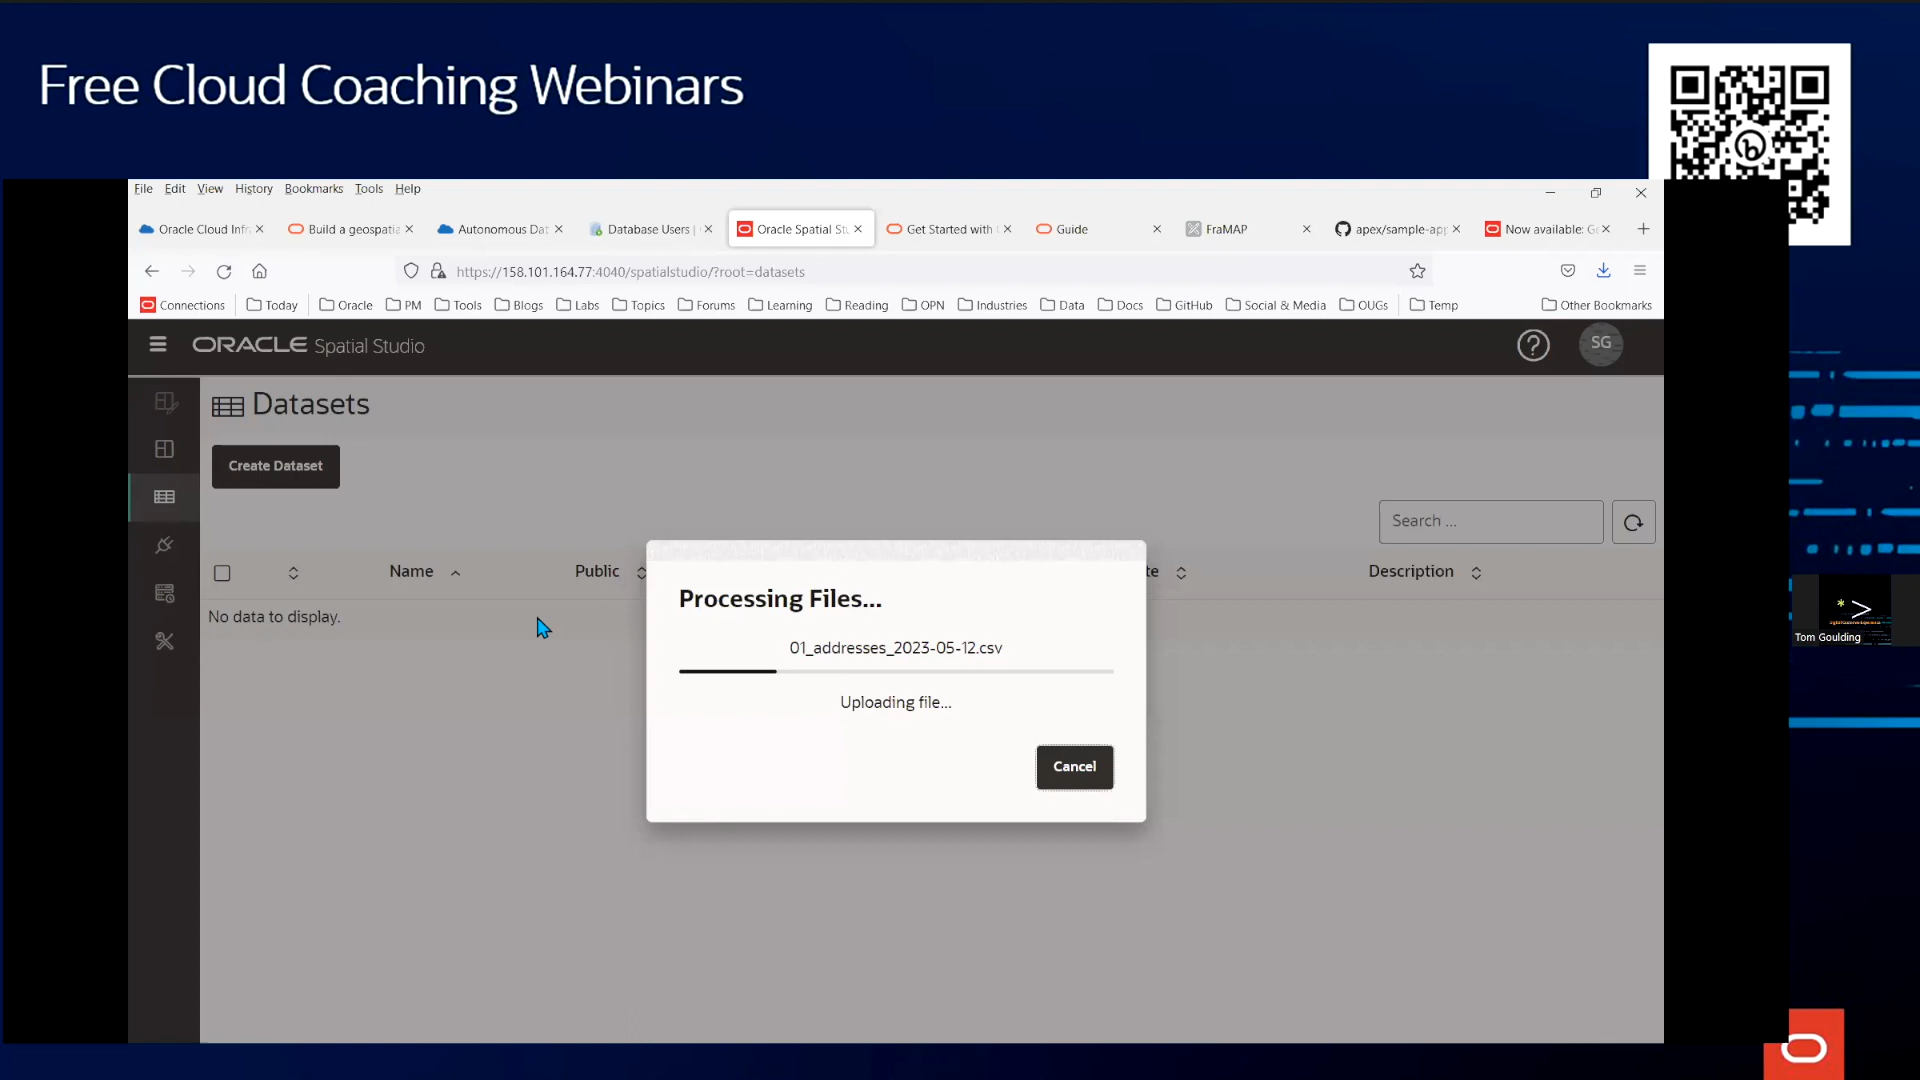 Free Cloud Coaching Webinars
File Edit View History Bookmarks Tools Help
Oracle Cloud Infr
Build a geospatia
Autonomous Dat
Database Users |
Oracle Spatial Stu
Get Started with
Guide
FraMAP
apex/sample-app
Now available: Ge
https://158.101.164.77:4040/spatialstudio/?root=datasets
Connections Today Oracle PM Tools Blogs Labs Topics Forums Learning Reading OPN Industries Data Docs GitHub Social & Media OUGs Temp Other Bookmarks
ORACLE Spatial Studio
? SG
Datasets
Create Dataset
Search ...
Name Public te Description
No data to display.
Processing Files...
01_addresses_2023-05-12.csv
Uploading file...
Cancel
Tom Goulding